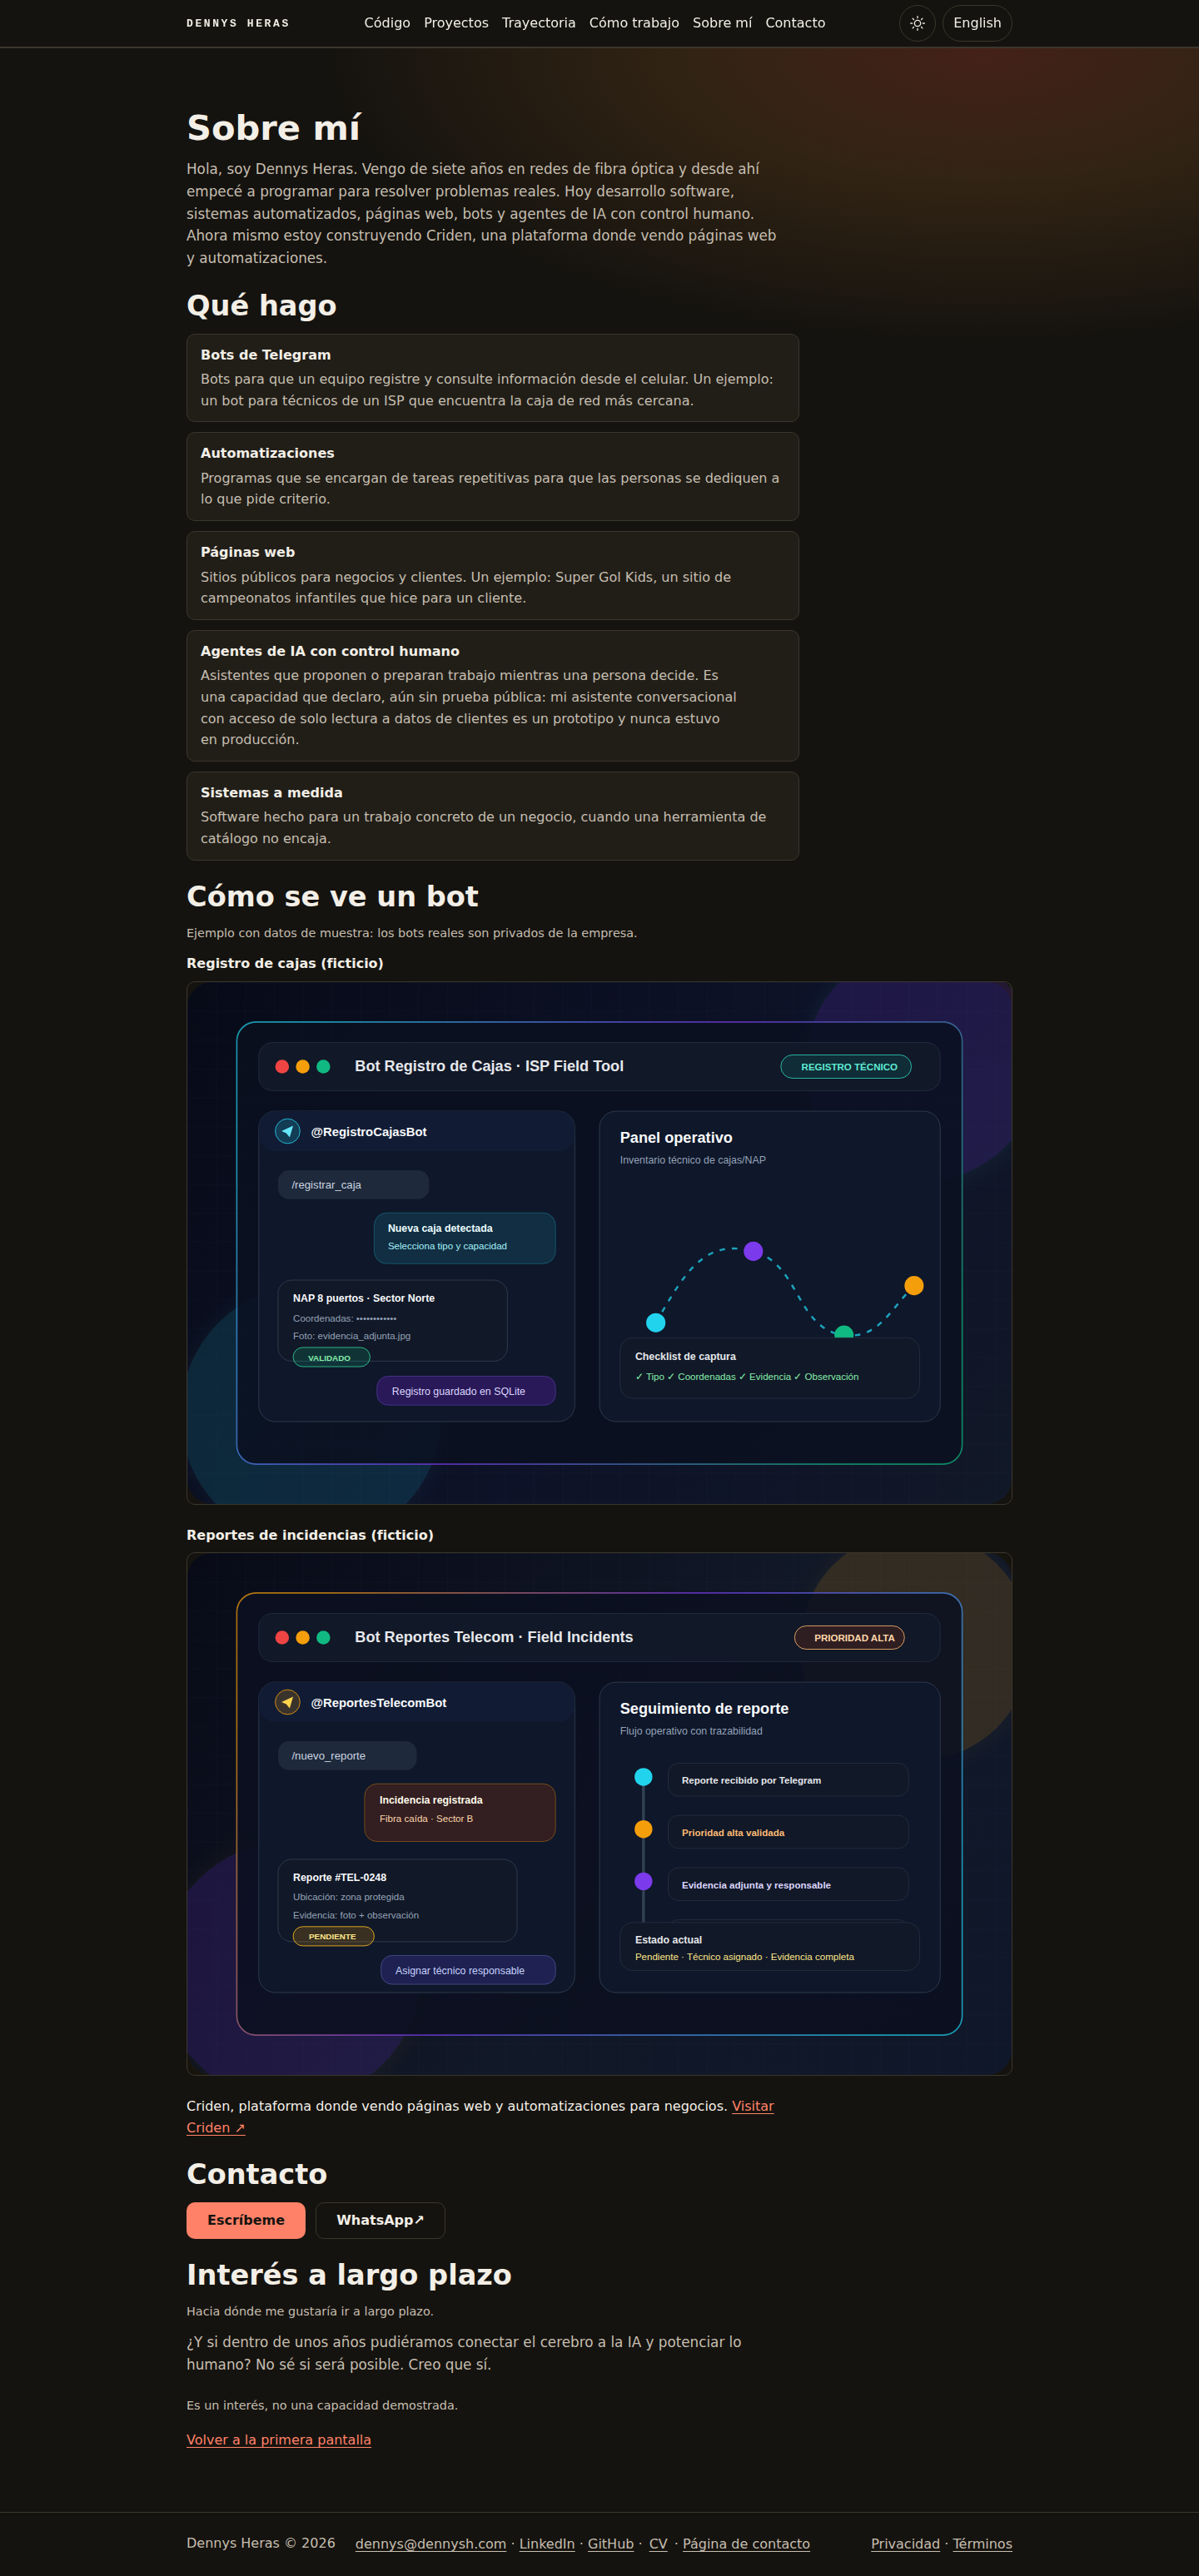 DENNYS HERAS
Código Proyectos Trayectoria Cómo trabajo Sobre mí Contacto
English
Sobre mí
Hola, soy Dennys Heras. Vengo de siete años en redes de fibra óptica y desde ahí
empecé a programar para resolver problemas reales. Hoy desarrollo software,
sistemas automatizados, páginas web, bots y agentes de IA con control humano.
Ahora mismo estoy construyendo Criden, una plataforma donde vendo páginas web
y automatizaciones.
Qué hago
Bots de Telegram
Bots para que un equipo registre y consulte información desde el celular. Un ejemplo:
un bot para técnicos de un ISP que encuentra la caja de red más cercana.
Automatizaciones
Programas que se encargan de tareas repetitivas para que las personas se dediquen a
lo que pide criterio.
Páginas web
Sitios públicos para negocios y clientes. Un ejemplo: Super Gol Kids, un sitio de
campeonatos infantiles que hice para un cliente.
Agentes de IA con control humano
Asistentes que proponen o preparan trabajo mientras una persona decide. Es
una capacidad que declaro, aún sin prueba pública: mi asistente conversacional
con acceso de solo lectura a datos de clientes es un prototipo y nunca estuvo
en producción.
Sistemas a medida
Software hecho para un trabajo concreto de un negocio, cuando una herramienta de
catálogo no encaja.
Cómo se ve un bot
Ejemplo con datos de muestra: los bots reales son privados de la empresa.
Registro de cajas (ficticio)
Bot Registro de Cajas · ISP Field Tool
REGISTRO TÉCNICO
@RegistroCajasBot
/registrar_caja
Nueva caja detectada
Selecciona tipo y capacidad
NAP 8 puertos · Sector Norte
Coordenadas: ••••••••••••
Foto: evidencia_adjunta.jpg
VALIDADO
Registro guardado en SQLite
Panel operativo
Inventario técnico de cajas/NAP
Checklist de captura
✓ Tipo ✓ Coordenadas ✓ Evidencia ✓ Observación
Reportes de incidencias (ficticio)
Bot Reportes Telecom · Field Incidents
PRIORIDAD ALTA
@ReportesTelecomBot
/nuevo_reporte
Incidencia registrada
Fibra caída · Sector B
Reporte #TEL-0248
Ubicación: zona protegida
Evidencia: foto + observación
PENDIENTE
Asignar técnico responsable
Seguimiento de reporte
Flujo operativo con trazabilidad
Reporte recibido por Telegram
Prioridad alta validada
Evidencia adjunta y responsable
Estado actual
Pendiente · Técnico asignado · Evidencia completa
Criden, plataforma donde vendo páginas web y automatizaciones para negocios. Visitar
Criden ↗
Contacto
Escríbeme
WhatsApp↗
Interés a largo plazo
Hacia dónde me gustaría ir a largo plazo.
¿Y si dentro de unos años pudiéramos conectar el cerebro a la IA y potenciar lo
humano? No sé si será posible. Creo que sí.
Es un interés, no una capacidad demostrada.
Volver a la primera pantalla
Dennys Heras © 2026 dennys@dennysh.com · LinkedIn · GitHub · CV · Página de contacto Privacidad · Términos